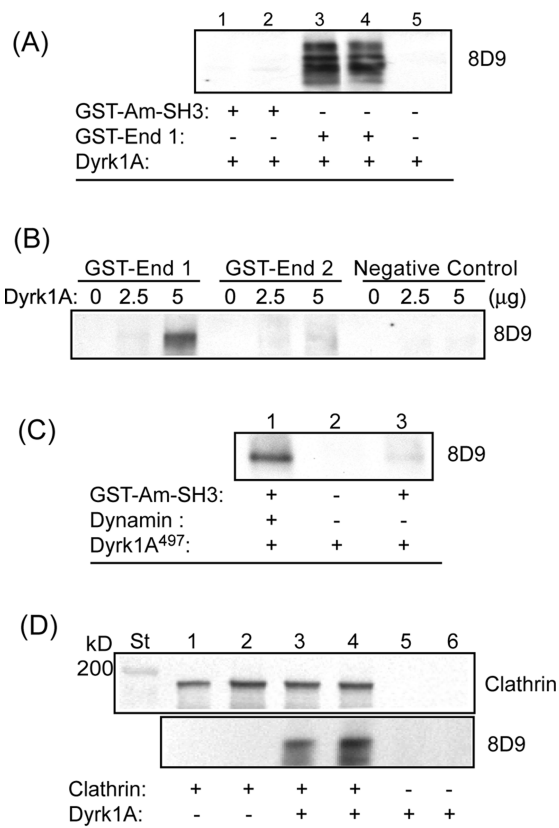 (A)
1 2 3 4 5
8D9
GST-Am-SH3: + + - - -
GST-End 1: - - + + -
Dyrk1A: + + + + +
(B)
GST-End 1 GST-End 2 Negative Control
Dyrk1A: 0 2.5 5 0 2.5 5 0 2.5 5 (μg)
8D9
(C)
1 2 3
8D9
GST-Am-SH3: + - +
Dynamin : + - -
Dyrk1A497: + + +
(D)
kD St 1 2 3 4 5 6
200
Clathrin
8D9
Clathrin: + + + + - -
Dyrk1A: - - + + + +